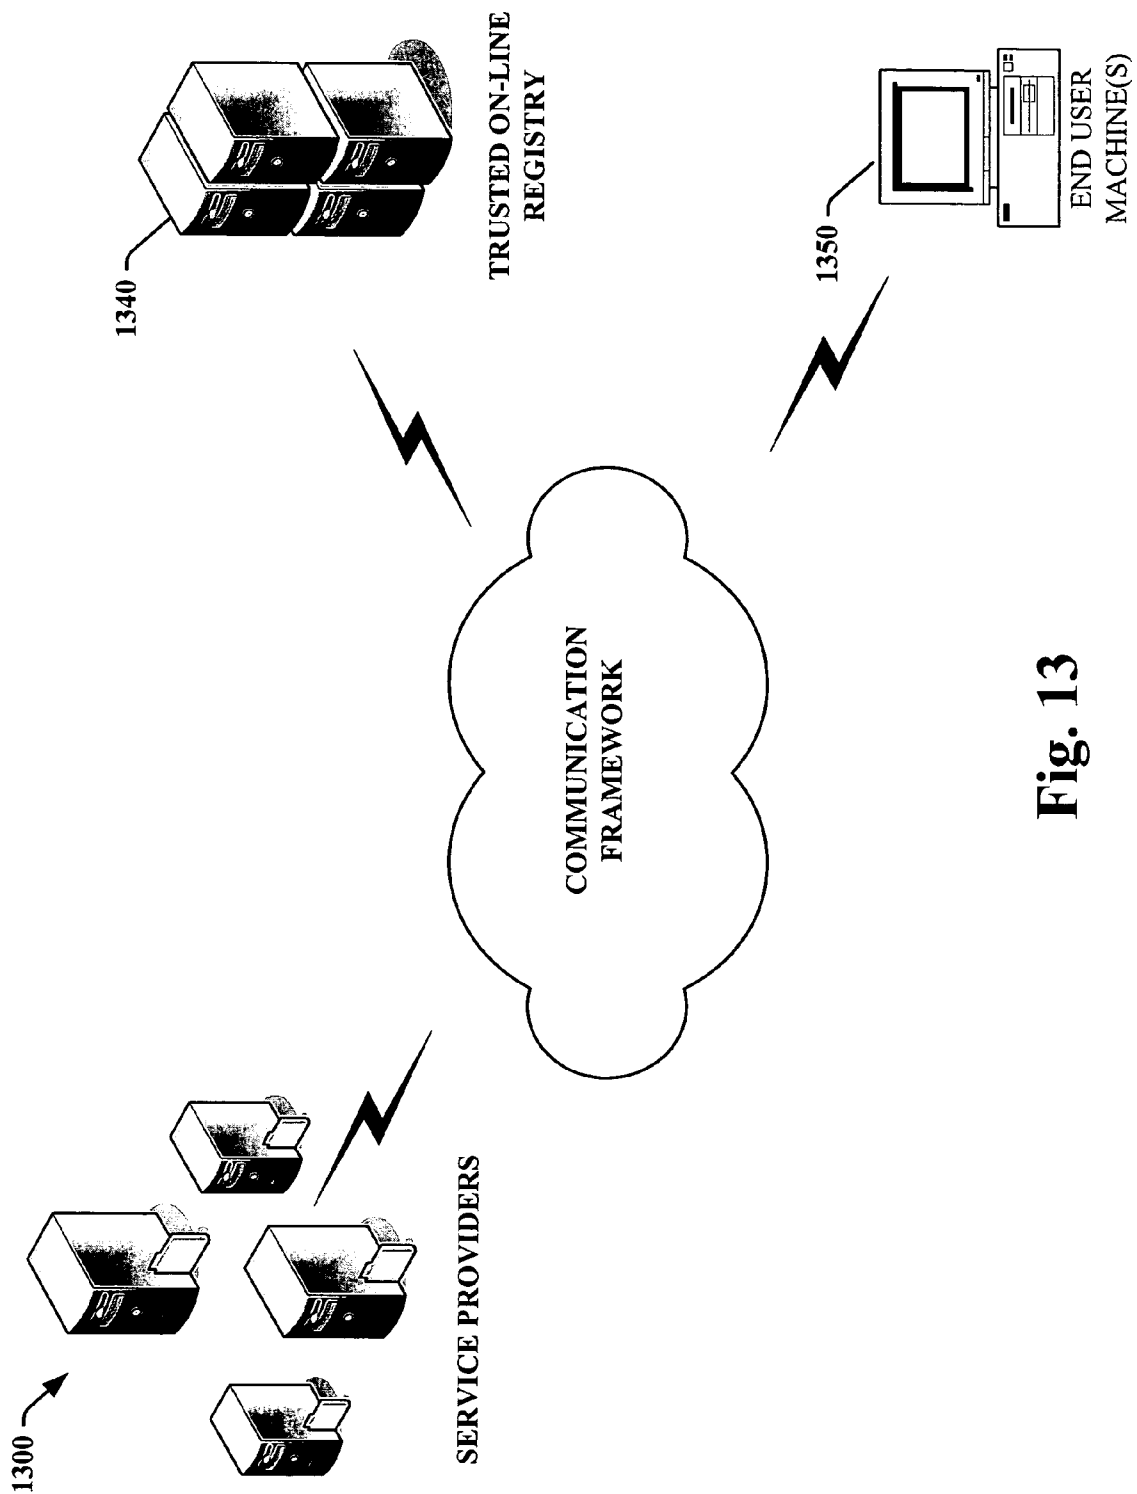 1300
SERVICE PROVIDERS
1340
TRUSTED ON-LINE
REGISTRY
COMMUNICATION
FRAMEWORK
1350
END USER
MACHINE(S)
Fig. 13